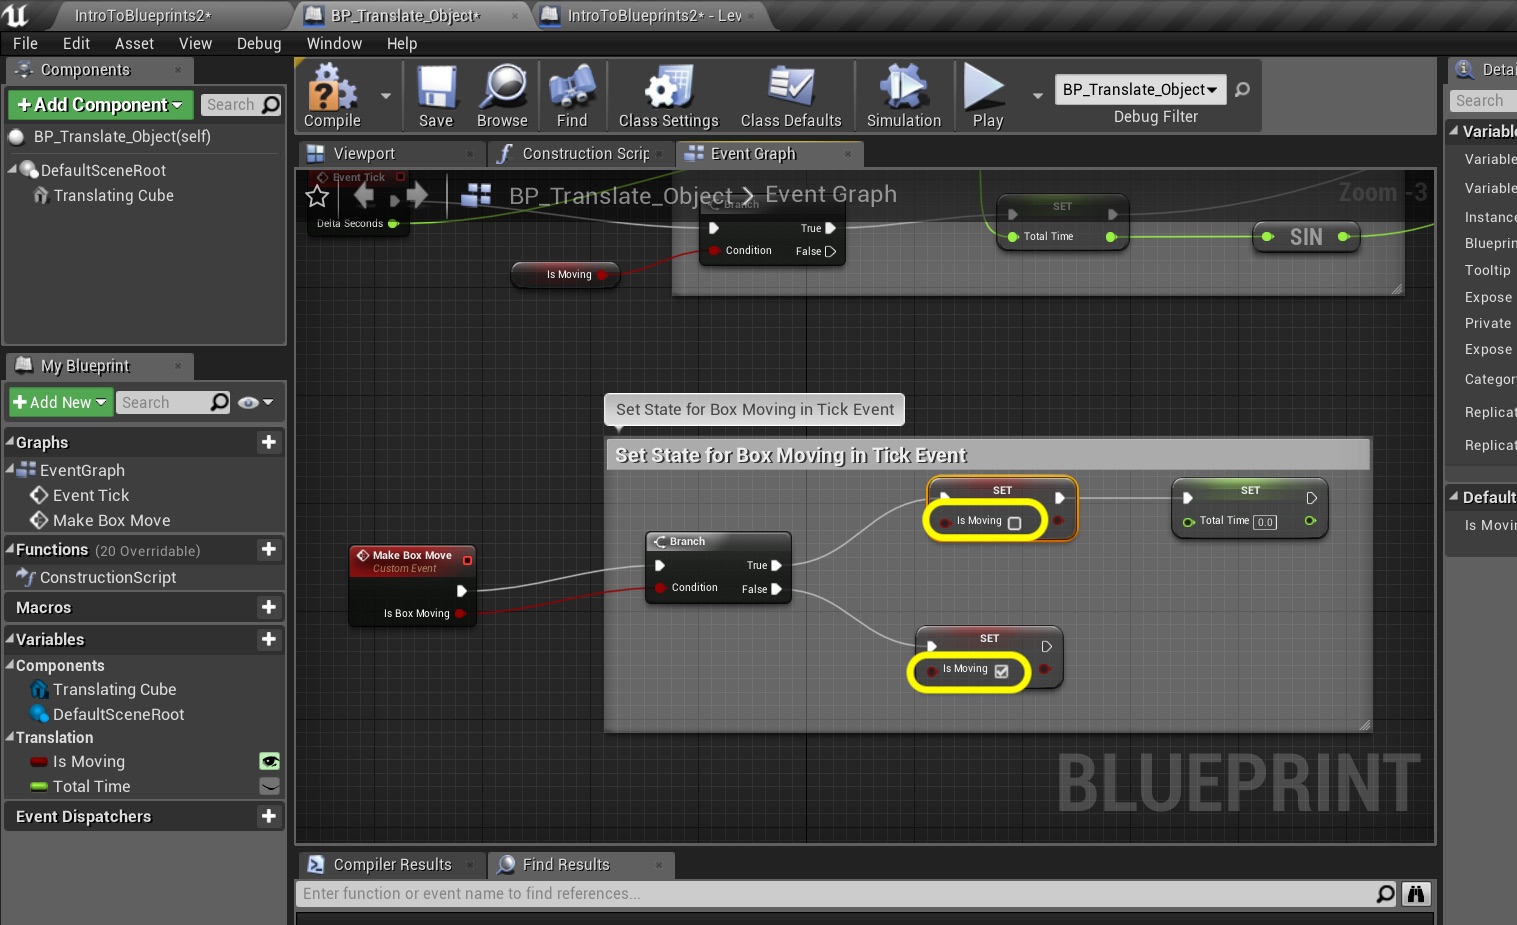 IntroToBlueprints2*
BP_Translate_Object*
IntroToBlueprints2* - Lev
File Edit Asset View Debug Window Help
Components
+Add Component
Search
BP_Translate_Object(self)
DefaultSceneRoot
Translating Cube
Compile
Save
Browse
Find
Class Settings
Class Defaults
Simulation
Play
BP_Translate_Object
Debug Filter
Viewport
Construction Scrip
Event Graph
BP_Translate_Object > Event Graph
Zoom -3
Event Tick
Delta Seconds
Branch
True
Condition
False
Is Moving
SET
Total Time
SIN
Set State for Box Moving in Tick Event
Set State for Box Moving in Tick Event
Make Box Move
Custom Event
Is Box Moving
Branch
True
Condition
False
SET
Is Moving
SET
Total Time 0.0
SET
Is Moving
BLUEPRINT
My Blueprint
+Add New
Search
Graphs
EventGraph
Event Tick
Make Box Move
Functions (20 Overridable)
ConstructionScript
Macros
Variables
Components
Translating Cube
DefaultSceneRoot
Translation
Is Moving
Total Time
Event Dispatchers
Compiler Results
Find Results
Enter function or event name to find references...
Detai
Search
Variable
Variable
Variable
Instance
Blueprin
Tooltip
Expose
Private
Expose
Categor
Replicat
Replicat
Default
Is Movin